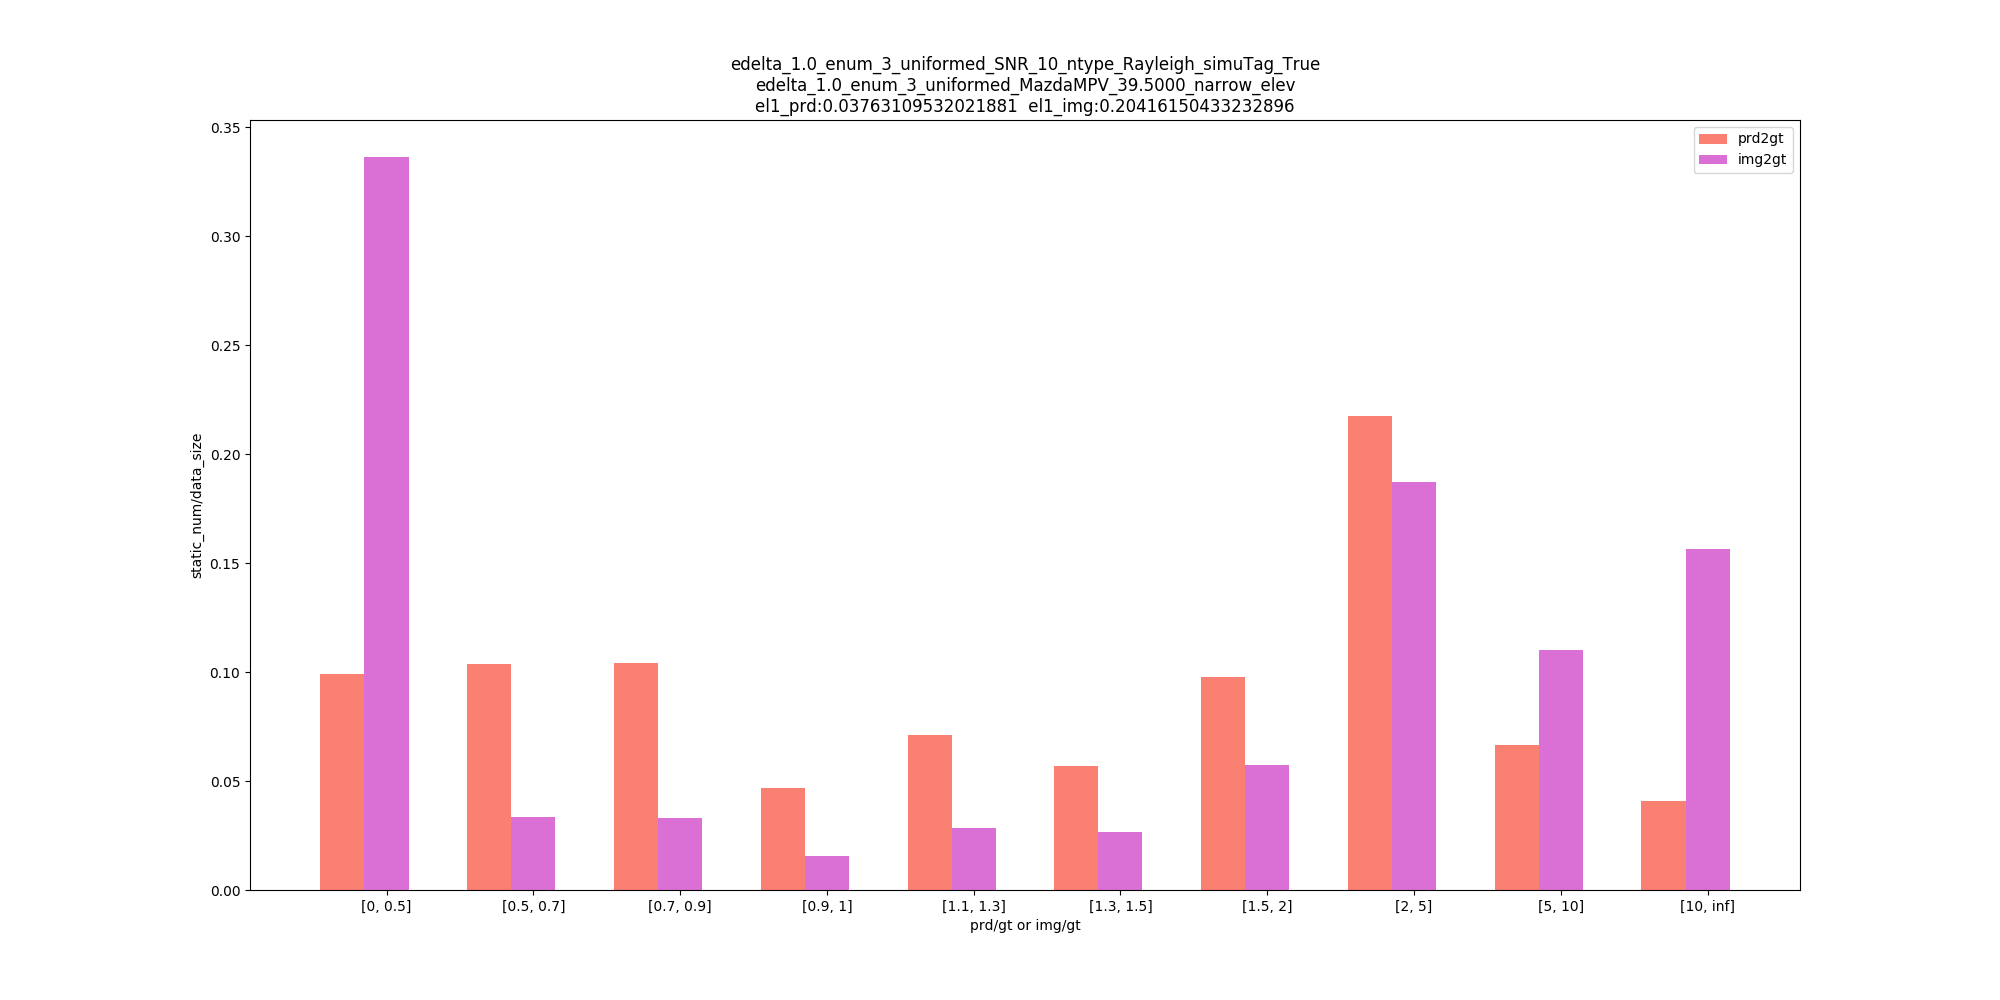 edelta_1.0_enum_3_uniformed_SNR_10_ntype_Rayleigh_simuTag_True
edelta_1.0_enum_3_uniformed_MazdaMPV_39.5000_narrow_elev
el1_prd:0.03763109532021881  el1_img:0.20416150433232896
prd2gt
img2gt
0.35
0.30
0.25
0.20
0.15
0.10
0.05
0.00
static_num/data_size
[0, 0.5] [0.5, 0.7] [0.7, 0.9] [0.9, 1] [1.1, 1.3] [1.3, 1.5] [1.5, 2] [2, 5] [5, 10] [10, inf]
prd/gt or img/gt